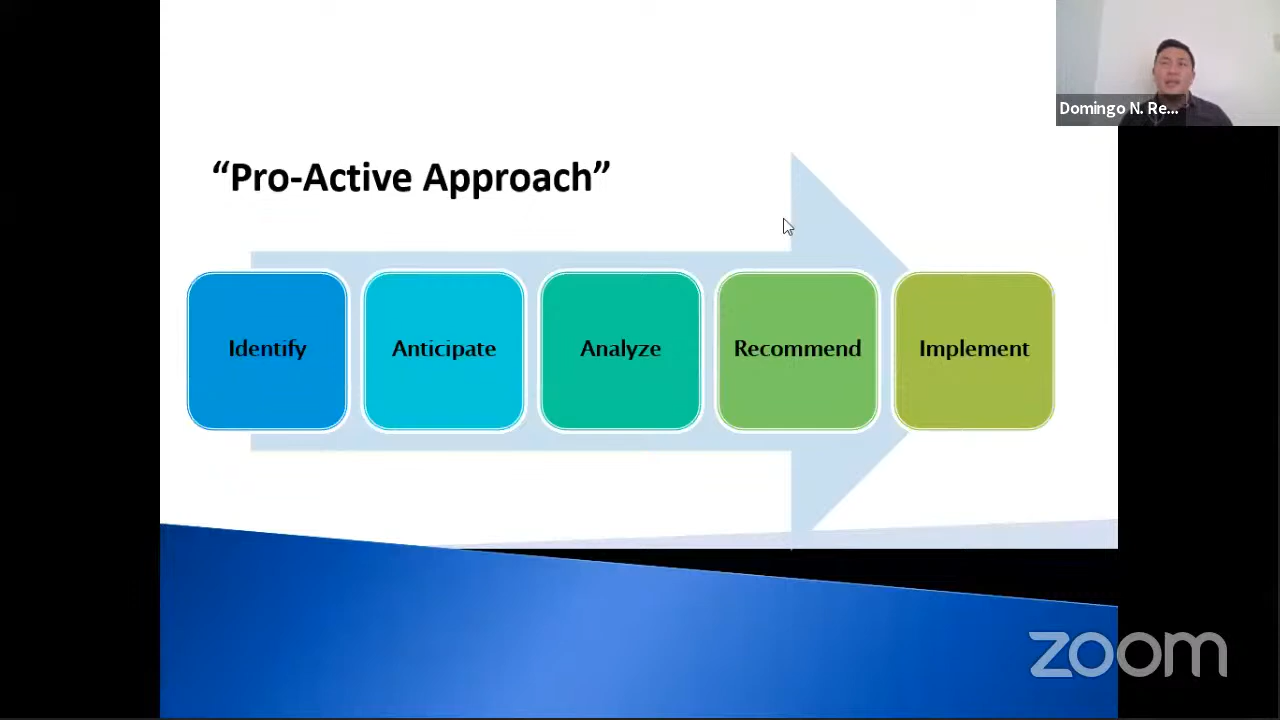 Domingo N. Re...
“Pro-Active Approach”
Identify
Anticipate
Analyze
Recommend
Implement
zoom